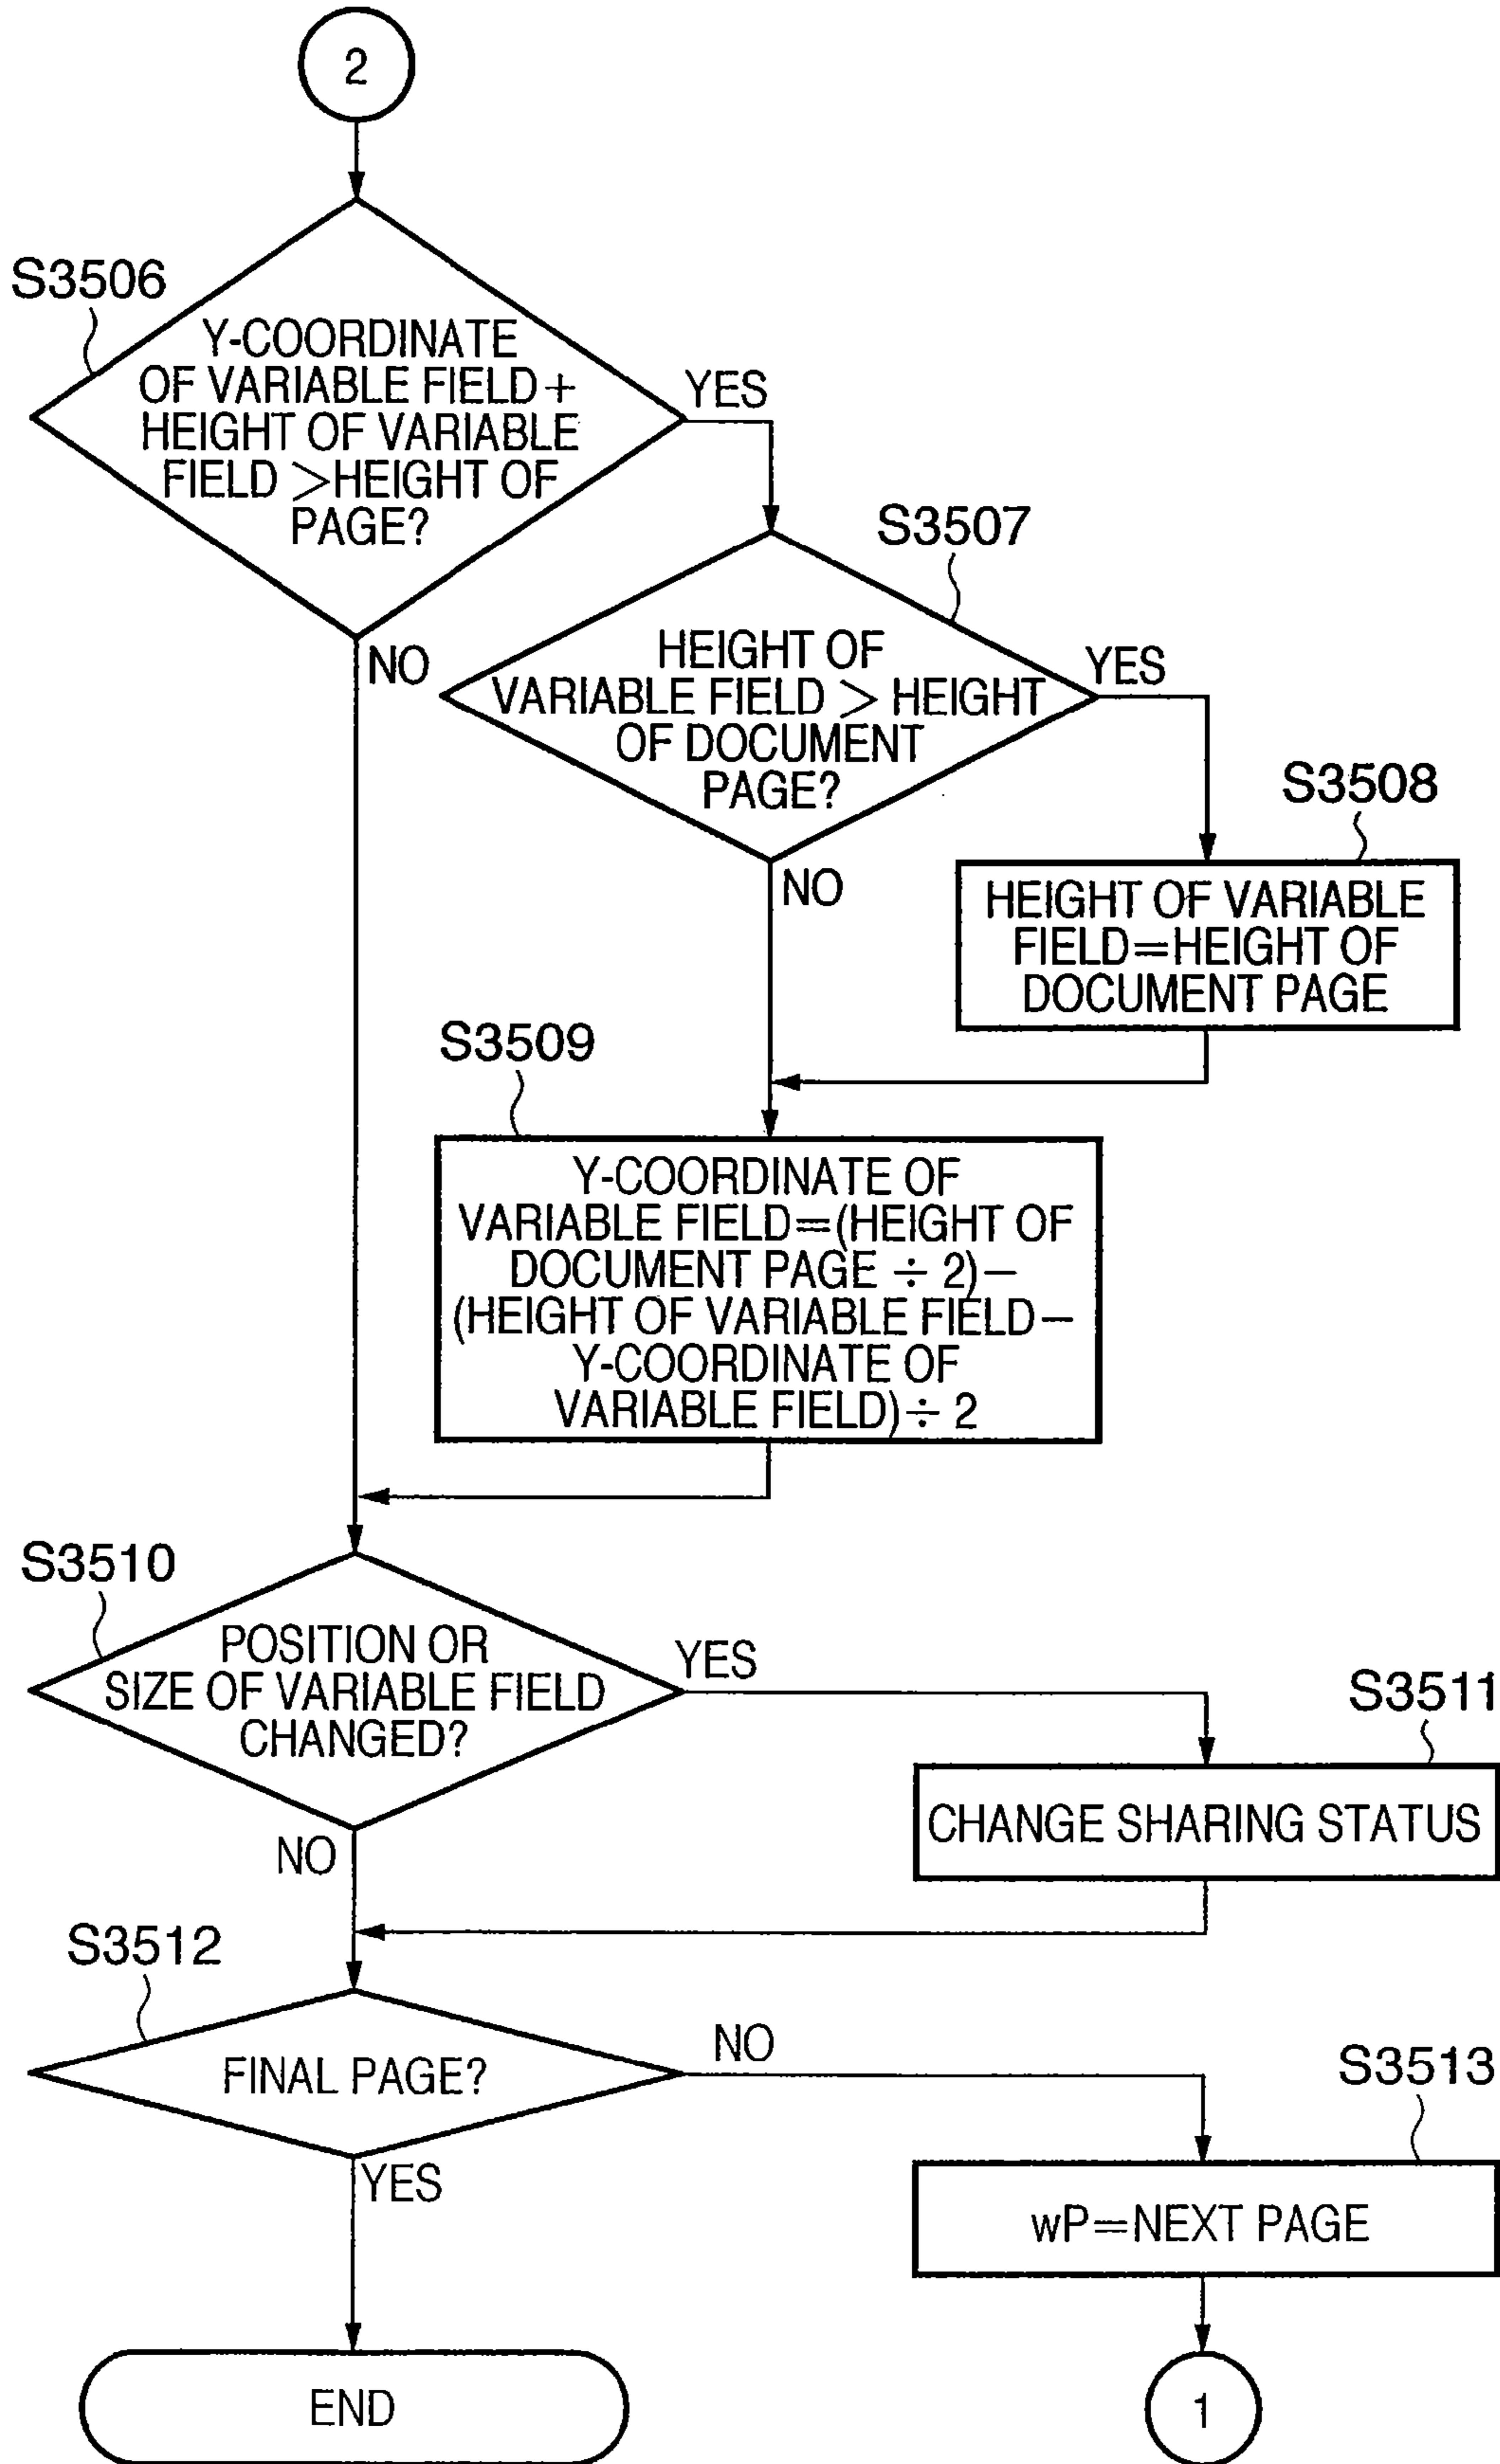 2
S3506
Y-COORDINATE
OF VARIABLE FIELD+
HEIGHT OF VARIABLE
FIELD >HEIGHT OF
PAGE?
YES
NO
S3507
HEIGHT OF
VARIABLE FIELD > HEIGHT
OF DOCUMENT
PAGE?
YES
NO
S3508
HEIGHT OF VARIABLE
FIELD=HEIGHT OF
DOCUMENT PAGE
S3509
Y-COORDINATE OF
VARIABLE FIELD=(HEIGHT OF
DOCUMENT PAGE ÷ 2)−
(HEIGHT OF VARIABLE FIELD−
Y-COORDINATE OF
VARIABLE FIELD)÷ 2
S3510
POSITION OR
SIZE OF VARIABLE FIELD
CHANGED?
YES
NO
S3511
CHANGE SHARING STATUS
S3512
FINAL PAGE?
NO
YES
S3513
wP=NEXT PAGE
END
1